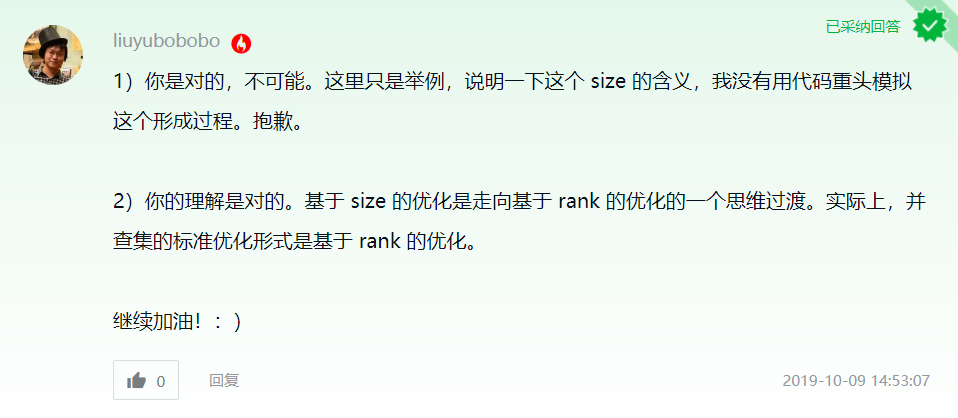 liuyubobobo
已采纳回答
1）你是对的，不可能。这里只是举例，说明一下这个 size 的含义，我没有用代码重头模拟
这个形成过程。抱歉。
2）你的理解是对的。基于 size 的优化是走向基于 rank 的优化的一个思维过渡。实际上，并
查集的标准优化形式是基于 rank 的优化。
继续加油！：）
0 回复 2019-10-09 14:53:07